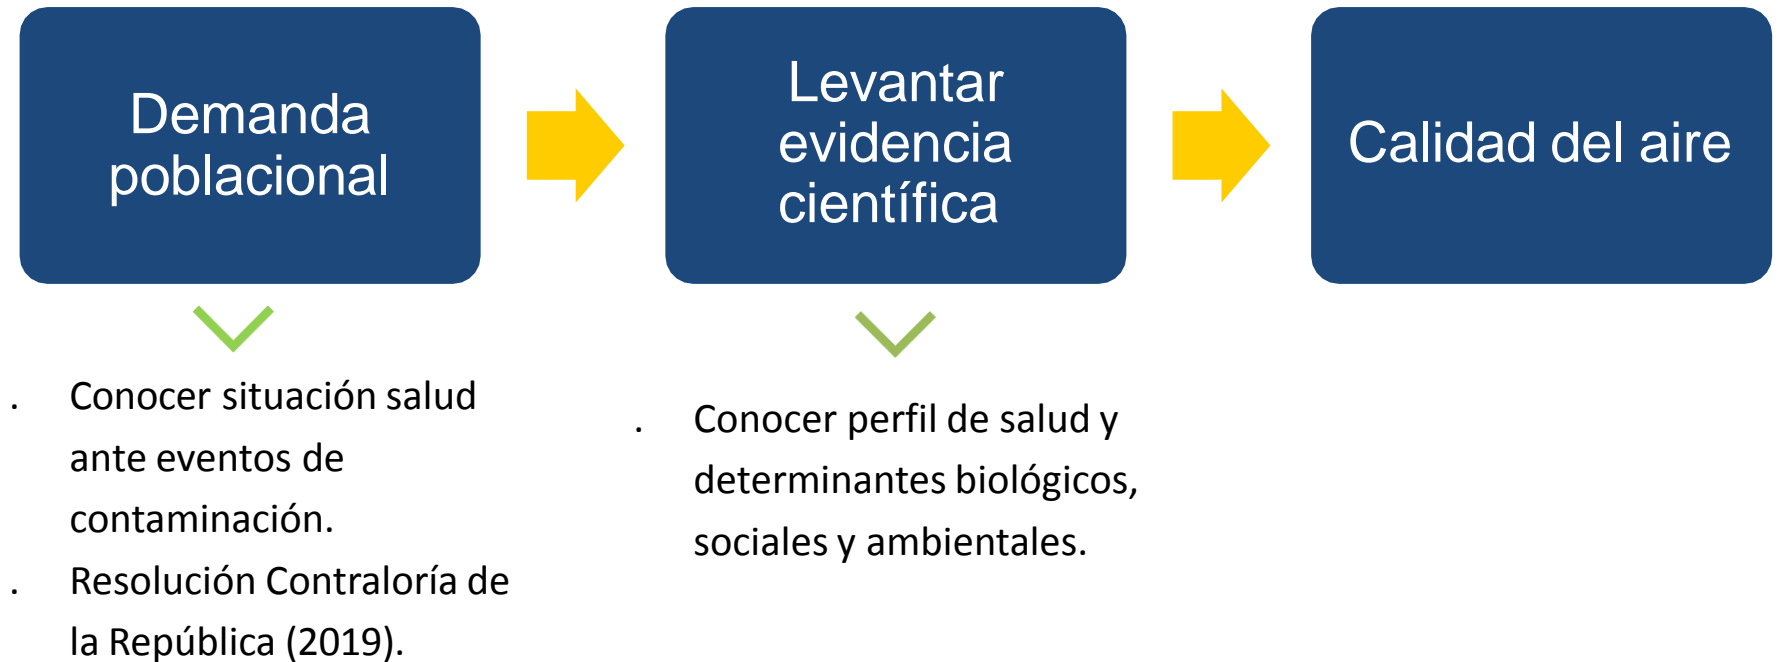 Demanda
poblacional
Levantar
evidencia
científica
Calidad del aire
. Conocer situación salud
ante eventos de
contaminación.
. Resolución Contraloría de
la República (2019).
. Conocer perfil de salud y
determinantes biológicos,
sociales y ambientales.